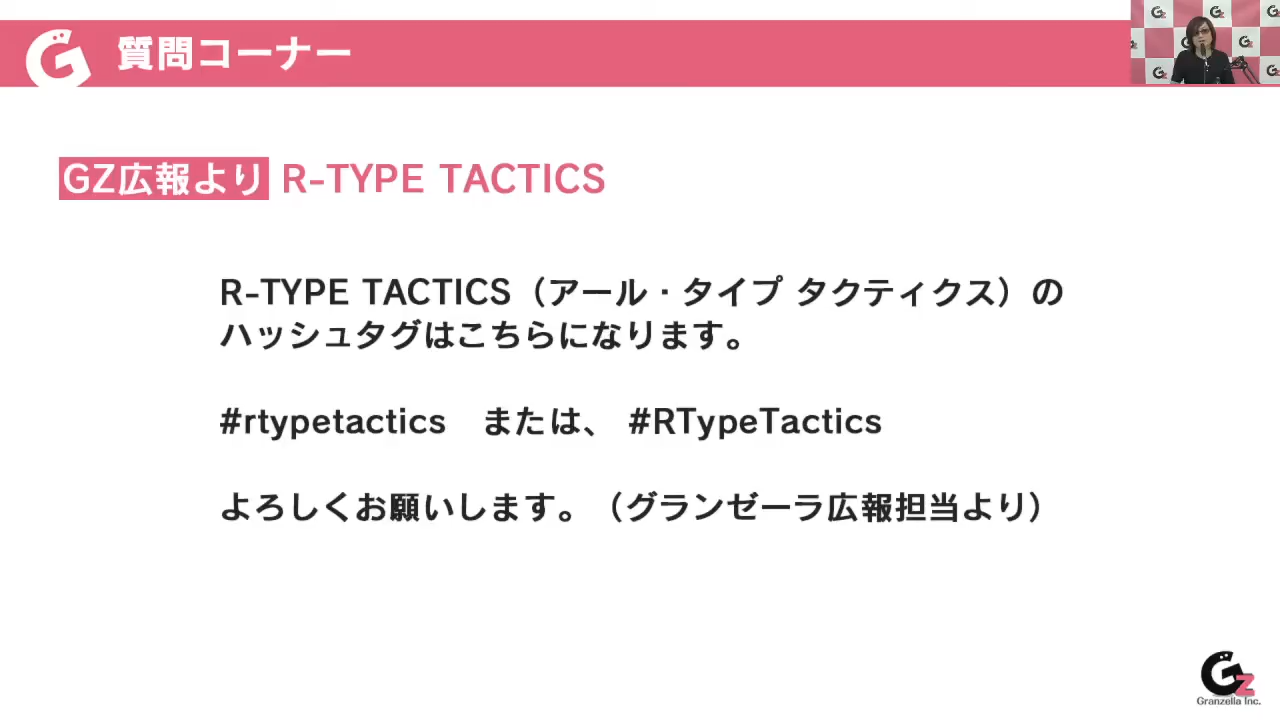 質問コーナー
GZ広報より R-TYPE TACTICS
R-TYPE TACTICS（アール・タイプ タクティクス）の
ハッシュタグはこちらになります。
#rtypetactics　または、 #RTypeTactics
よろしくお願いします。（グランゼーラ広報担当より）
GZ
Granzella Inc.